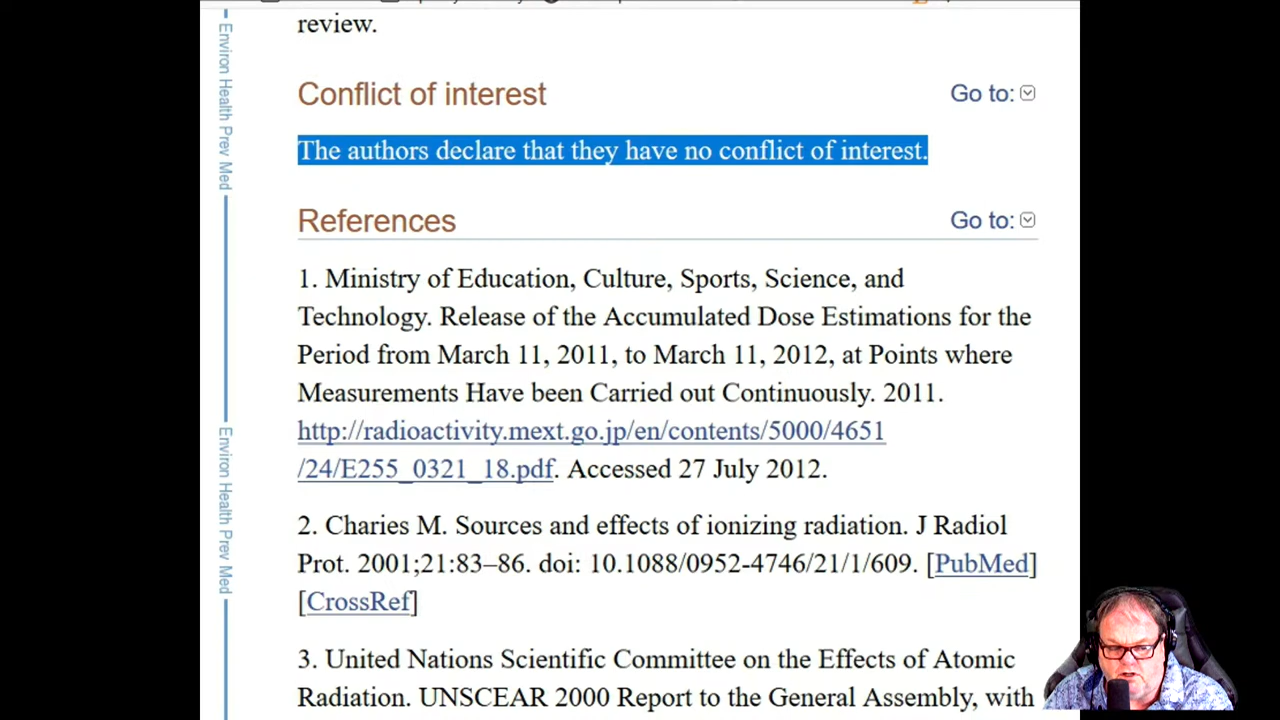 review.
Environ Health Prev Med
Conflict of interest
Go to:
The authors declare that they have no conflict of interest.
References
Go to:
1. Ministry of Education, Culture, Sports, Science, and
Technology. Release of the Accumulated Dose Estimations for the
Period from March 11, 2011, to March 11, 2012, at Points where
Measurements Have been Carried out Continuously. 2011.
http://radioactivity.mext.go.jp/en/contents/5000/4651
/24/E255_0321_18.pdf. Accessed 27 July 2012.
Environ Health Prev Med
2. Charies M. Sources and effects of ionizing radiation. J Radiol
Prot. 2001;21:83–86. doi: 10.1088/0952-4746/21/1/609. [PubMed]
[CrossRef]
3. United Nations Scientific Committee on the Effects of Atomic
Radiation. UNSCEAR 2000 Report to the General Assembly, with